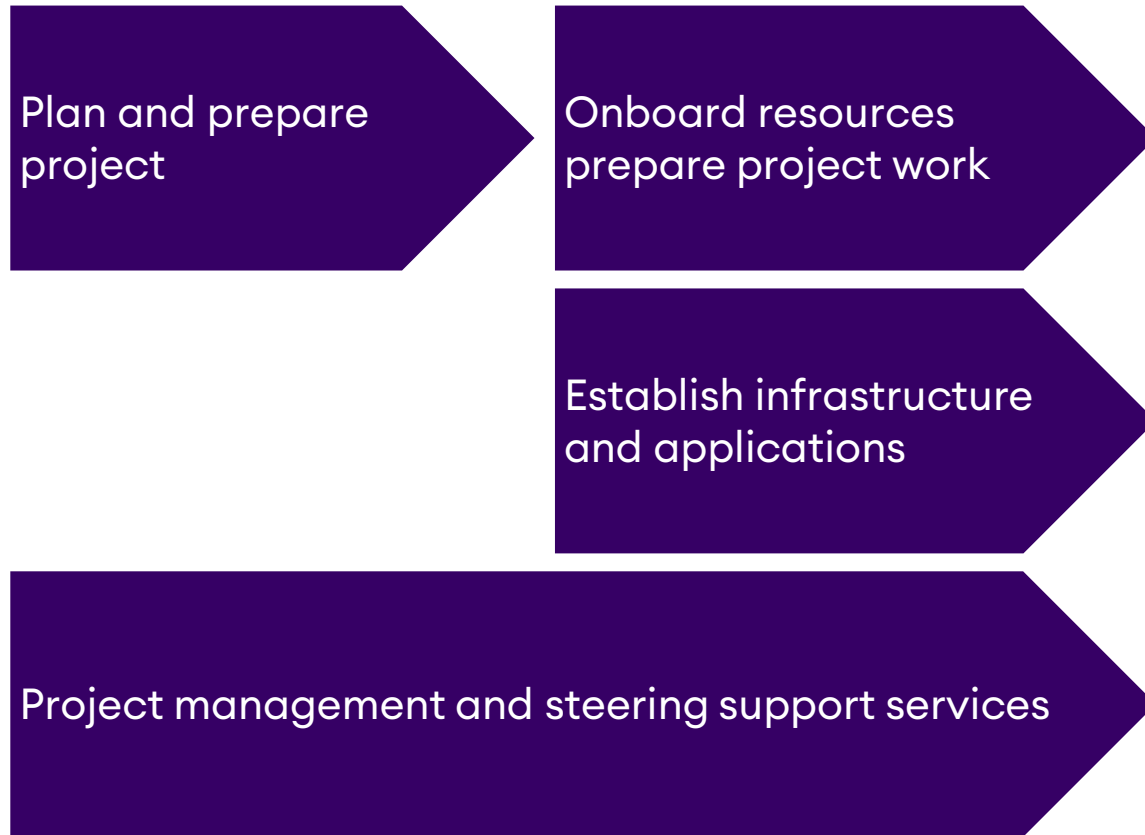 Plan and prepare
project
Onboard resources
prepare project work
Establish infrastructure
and applications
Project management and steering support services